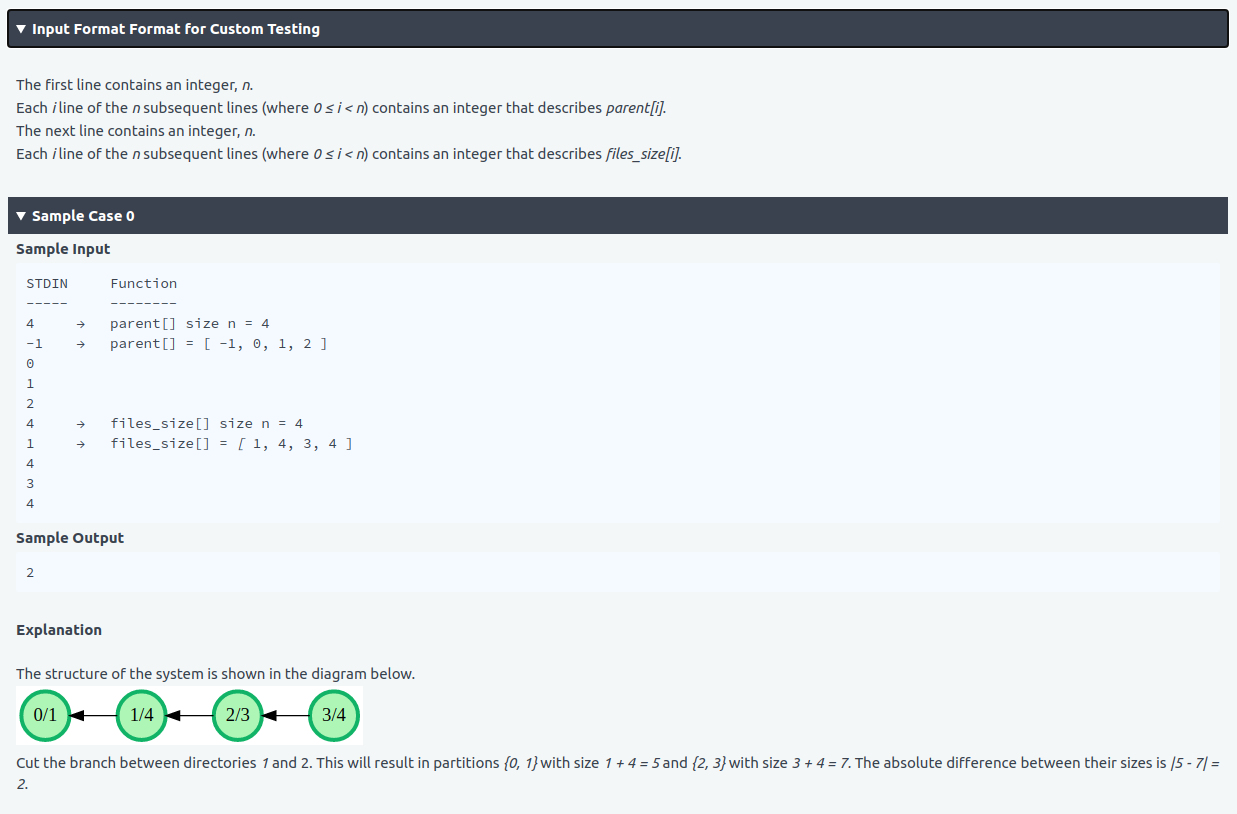 ▼ Input Format Format for Custom Testing
The first line contains an integer, n.
Each i line of the n subsequent lines (where 0 ≤ i < n) contains an integer that describes parent[i].
The next line contains an integer, n.
Each i line of the n subsequent lines (where 0 ≤ i < n) contains an integer that describes files_size[i].
▼ Sample Case 0
Sample Input
STDIN     Function
-----     --------
4     →   parent[] size n = 4
-1    →   parent[] = [ -1, 0, 1, 2 ]
0
1
2
4     →   files_size[] size n = 4
1     →   files_size[] = [ 1, 4, 3, 4 ]
4
3
4
Sample Output
2
Explanation
The structure of the system is shown in the diagram below.
0/1 1/4 2/3 3/4
Cut the branch between directories 1 and 2. This will result in partitions {0, 1} with size 1 + 4 = 5 and {2, 3} with size 3 + 4 = 7. The absolute difference between their sizes is |5 - 7| =
2.